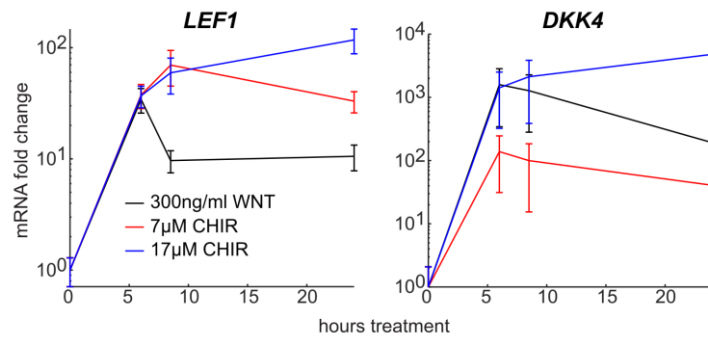 LEF1
DKK4
mRNA fold change
10²
10¹
10⁰
300ng/ml WNT
7µM CHIR
17µM CHIR
0 5 10 15 20
10⁴
10³
10²
10¹
10⁰
0 5 10 15 20
hours treatment